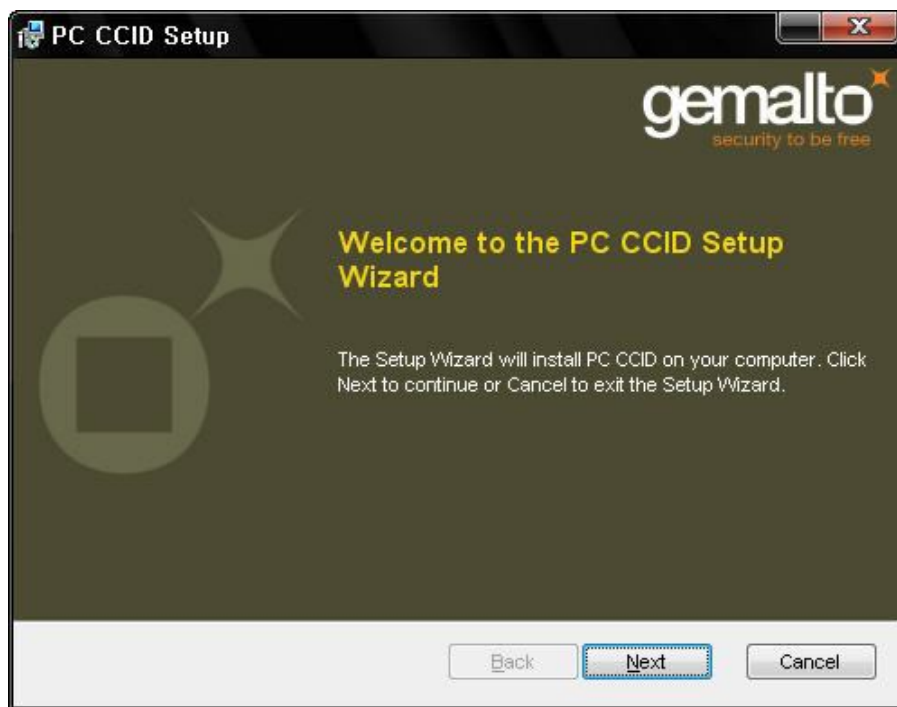 PC CCID Setup
gemalto
security to be free
Welcome to the PC CCID Setup
Wizard
The Setup Wizard will install PC CCID on your computer. Click
Next to continue or Cancel to exit the Setup Wizard.
Back Next Cancel